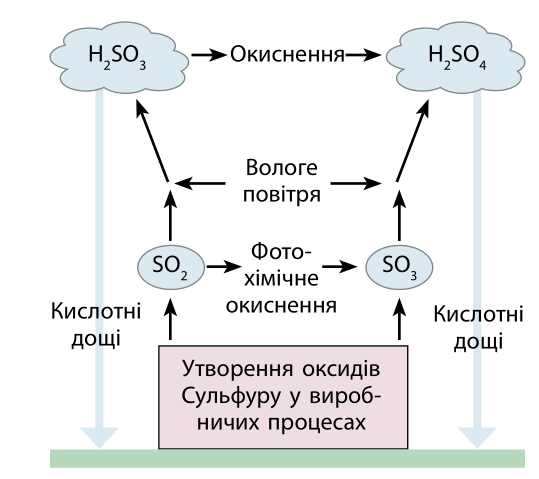 H₂SO₃
Окиснення
H₂SO₄
Вологе
повітря
SO₂
Фото-
хімічне
окиснення
SO₃
Кислотні
дощі
Кислотні
дощі
Утворення оксидів
Сульфуру у вироб-
ничих процесах